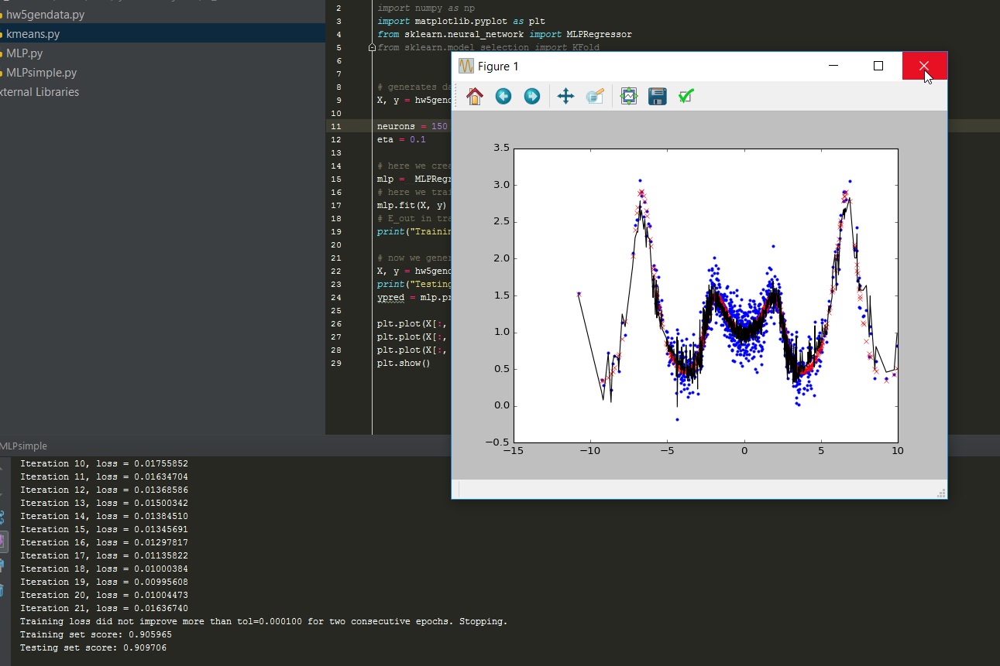 hw5gendata.py
kmeans.py
MLP.py
MLPsimple.py
xternal Libraries
2 import numpy as np
3 import matplotlib.pyplot as plt
4 from sklearn.neural_network import MLPRegressor
5 from sklearn.model_selection import KFold
6
7
8 # generates da
9 X, y = hw5gend
10
11 neurons = 150
12 eta = 0.1
13
14 # here we crea
15 mlp = MLPRegr
16 # here we trai
17 mlp.fit(X, y)
18 # E_out in tra
19 print("Trainin
20
21 # now we gener
22 X, y = hw5gend
23 print("Testing
24 ypred = mlp.pr
25
26 plt.plot(X[:,
27 plt.plot(X[:,
28 plt.plot(X[:,
29 plt.show()
Figure 1
3.5
3.0
2.5
2.0
1.5
1.0
0.5
0.0
−0.5
−15 −10 −5 0 5 10
MLPsimple
Iteration 10, loss = 0.01755852
Iteration 11, loss = 0.01634704
Iteration 12, loss = 0.01368586
Iteration 13, loss = 0.01500342
Iteration 14, loss = 0.01384510
Iteration 15, loss = 0.01345691
Iteration 16, loss = 0.01297817
Iteration 17, loss = 0.01135822
Iteration 18, loss = 0.01000384
Iteration 19, loss = 0.00995608
Iteration 20, loss = 0.01004473
Iteration 21, loss = 0.01636740
Training loss did not improve more than tol=0.000100 for two consecutive epochs. Stopping.
Training set score: 0.905965
Testing set score: 0.909706